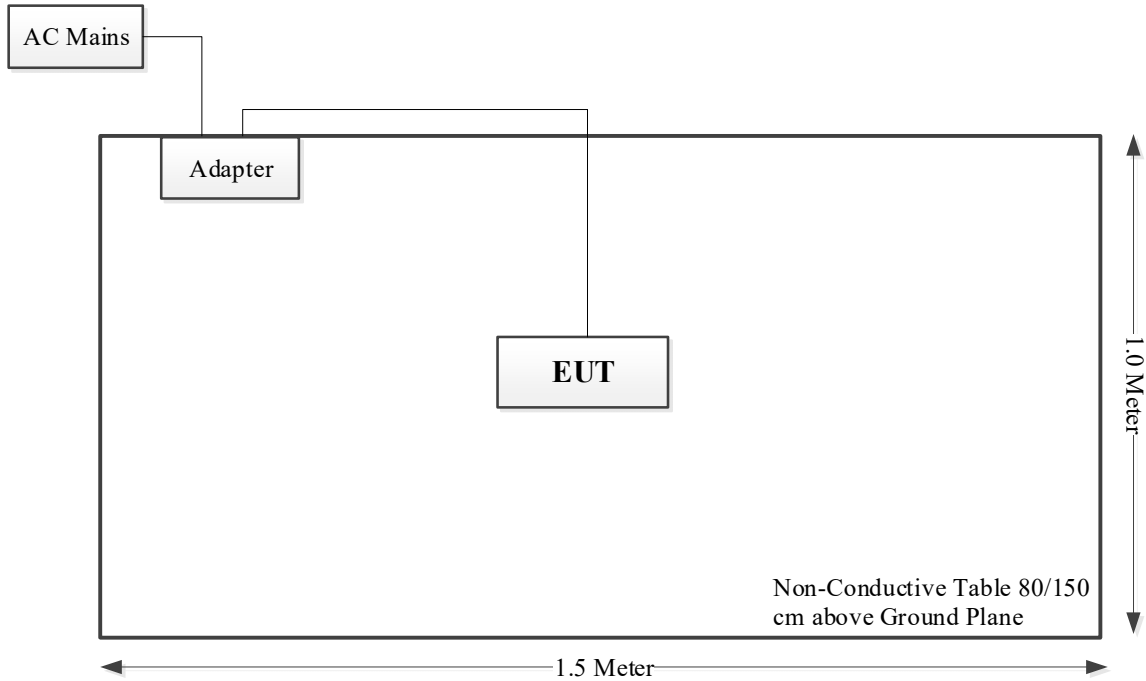 AC Mains
Adapter
EUT
1.0 Meter
Non-Conductive Table 80/150
cm above Ground Plane
1.5 Meter